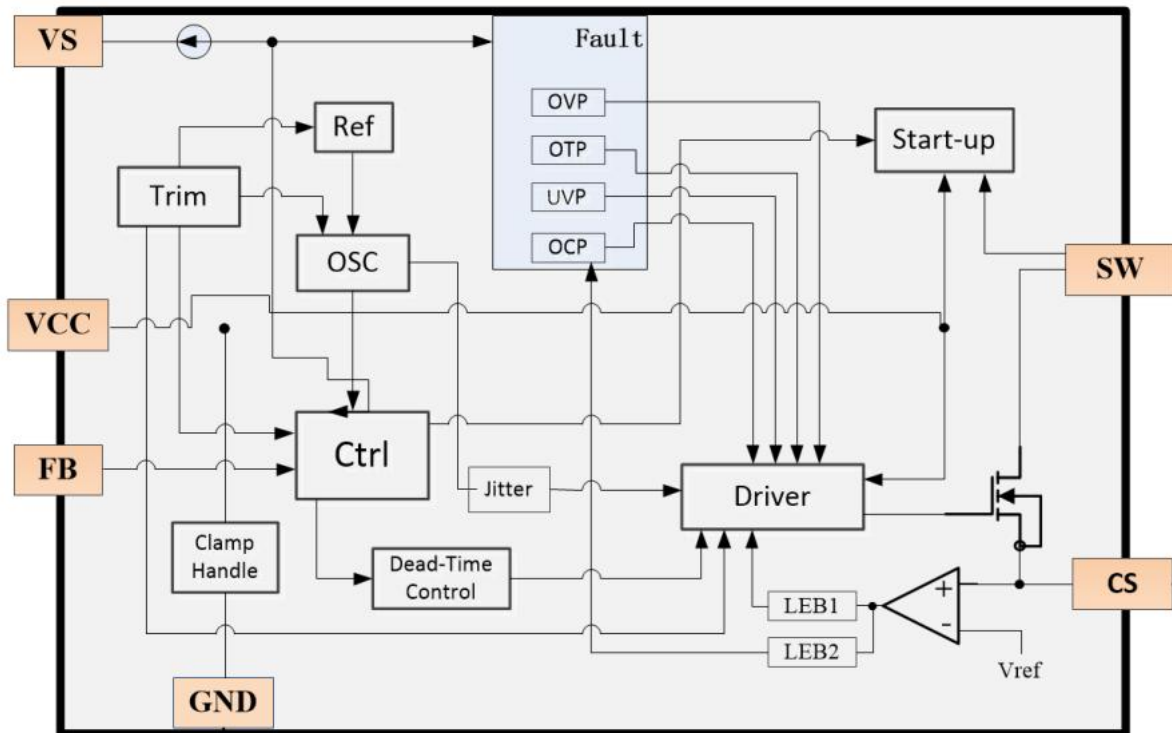 VS
Fault
OVP
Ref
Start-up
OTP
Trim
UVP
OCP
OSC
SW
VCC
Ctrl
FB
Jitter
Driver
Clamp
Handle
Dead-Time
Control
+
CS
LEB1
-
LEB2
Vref
GND